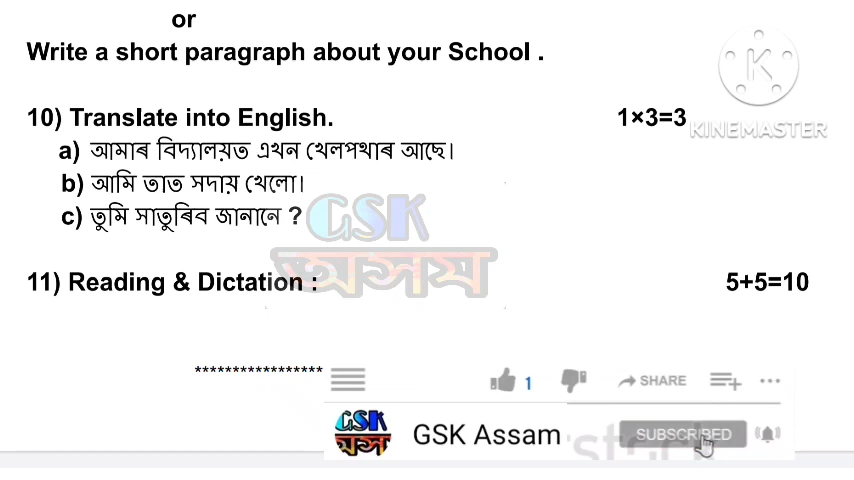 or
Write a short paragraph about your School .
10) Translate into English. 1×3=3
KINEMASTER
a) আমাৰ বিদ্যালয়ত এখন খেলপথাৰ আছে।
b) আমি তাত সদায় খেলো।
c) তুমি সাতুৰিব জানানে ?
GSK
অসম
11) Reading & Dictation : 5+5=10
*****************
1 SHARE
GSK Assam SUBSCRIBED